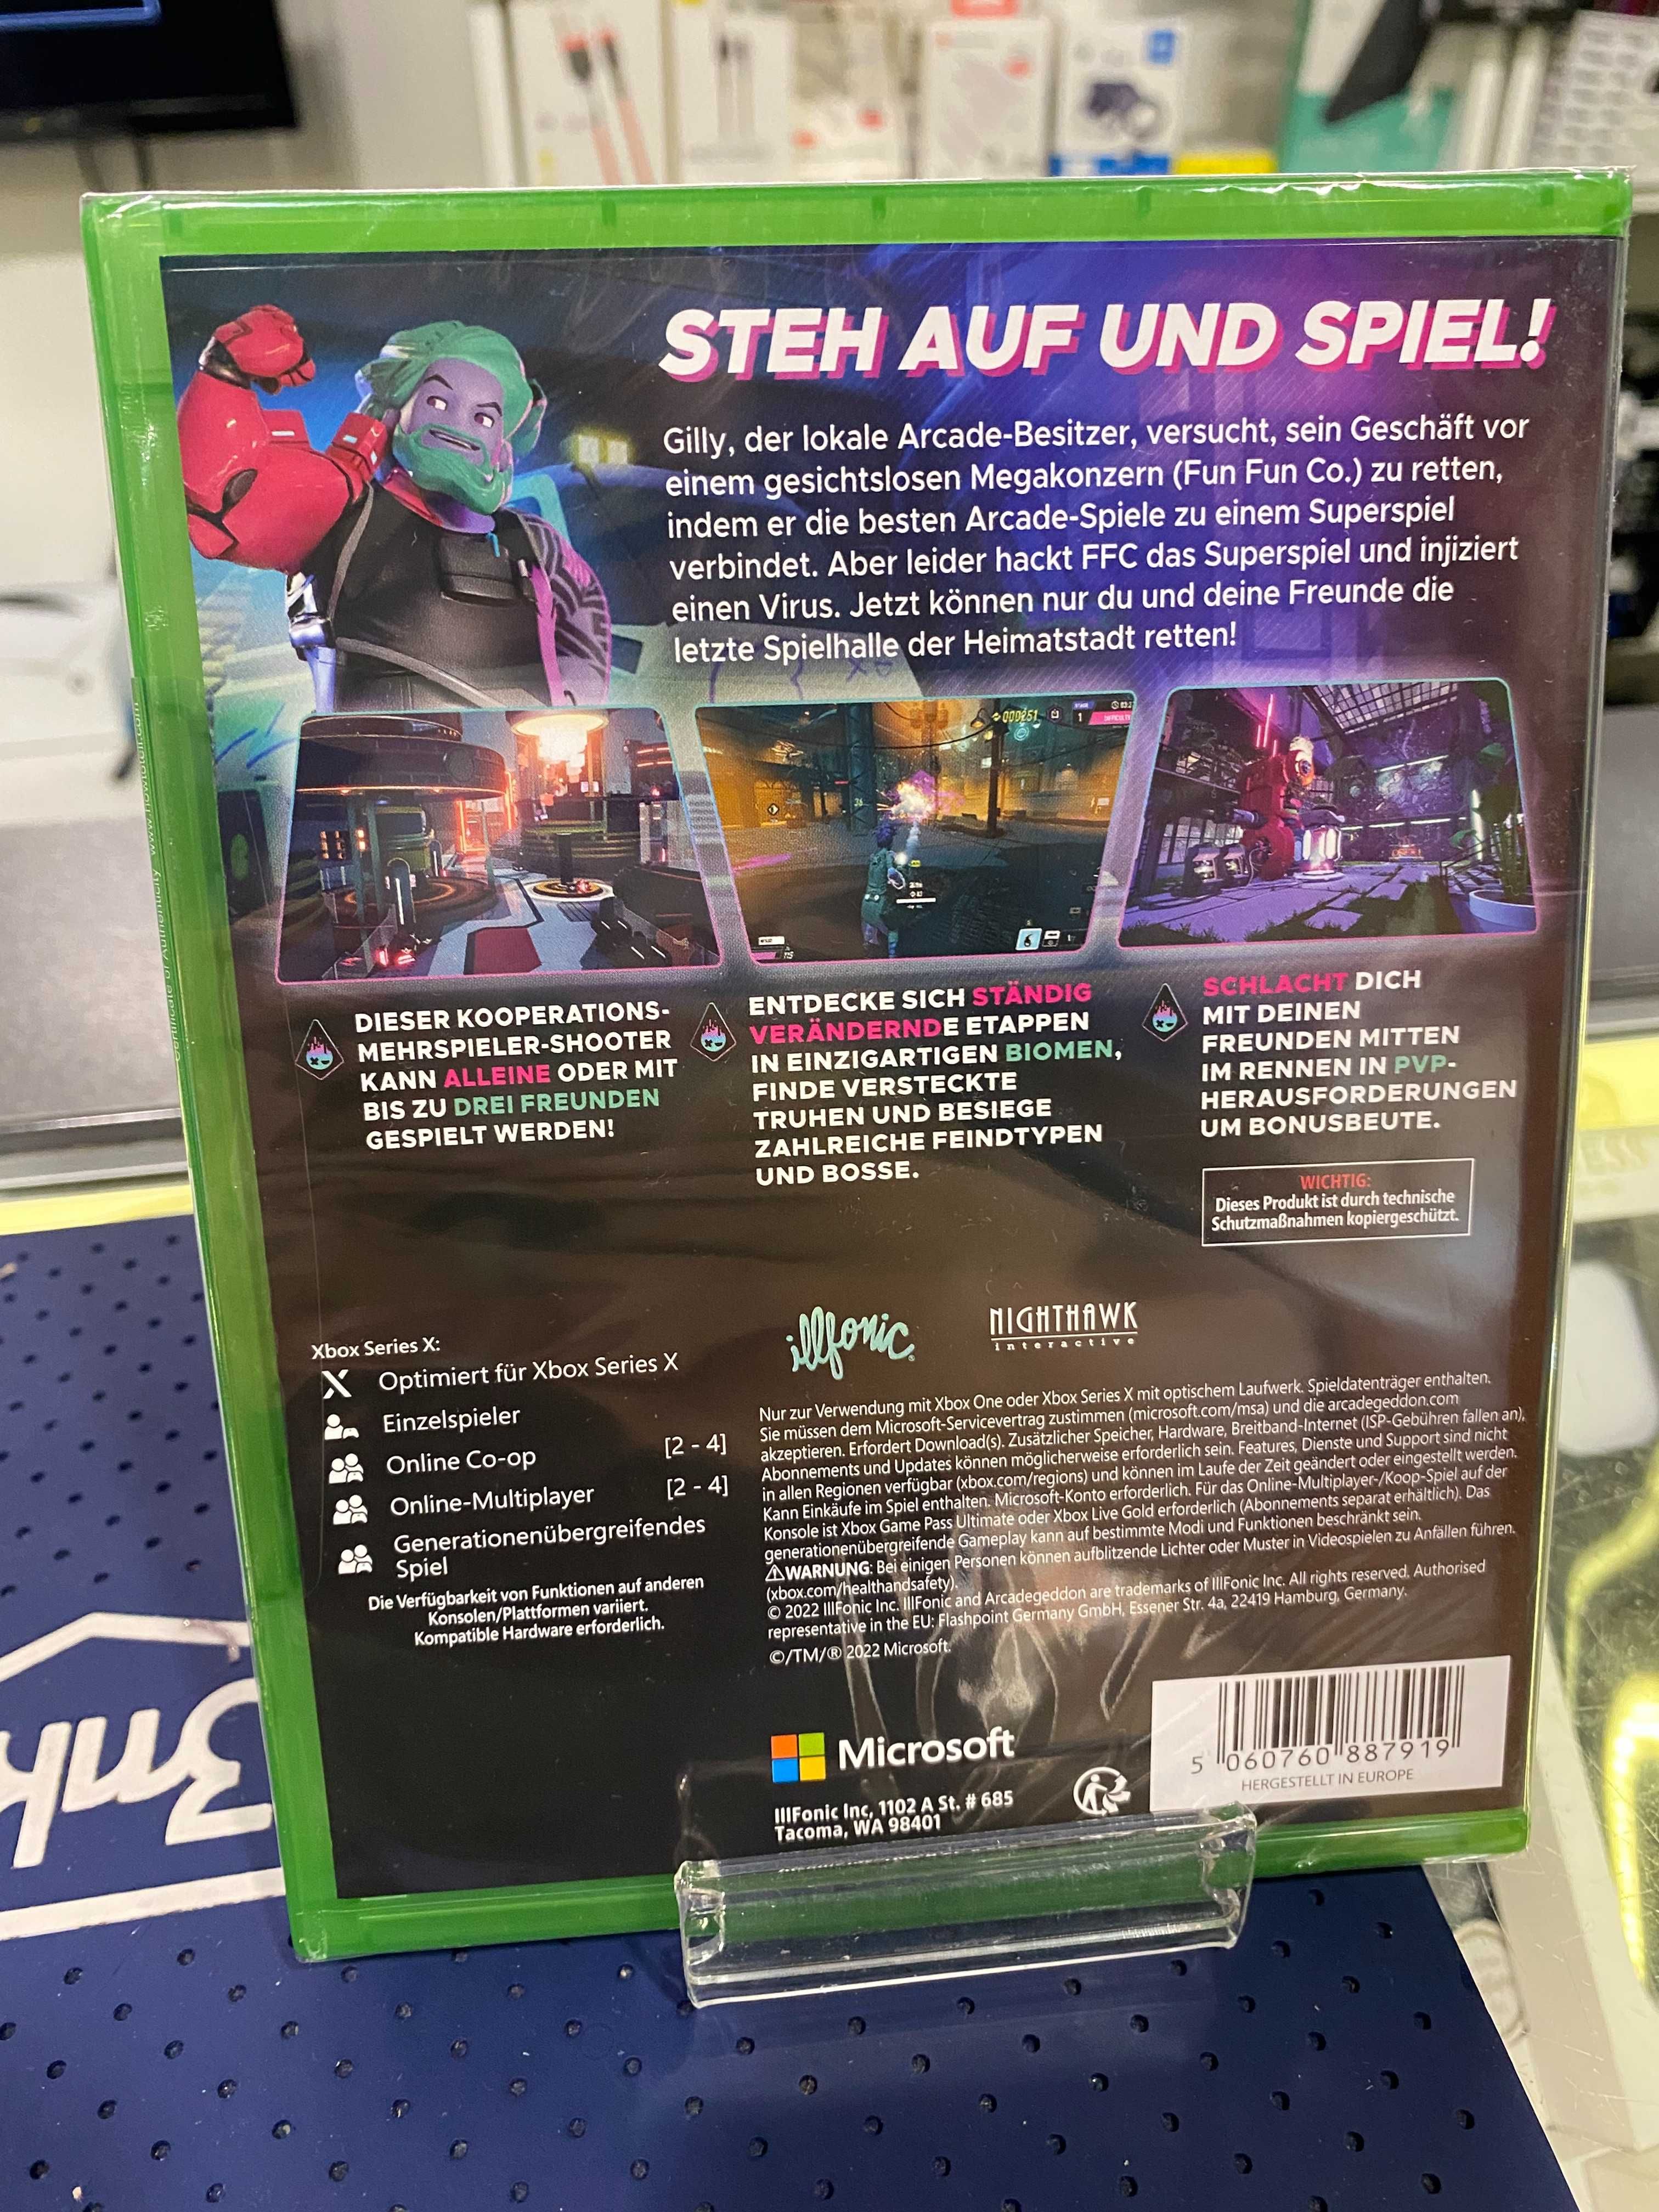 STEH AUF UND SPIEL!
Gilly, der lokale Arcade-Besitzer, versucht, sein Geschäft vor
einem gesichtslosen Megakonzern (Fun Fun Co.) zu retten,
indem er die besten Arcade-Spiele zu einem Superspiel
verbindet. Aber leider hackt FFC das Superspiel und injiziert
einen Virus. Jetzt können nur du und deine Freunde die
letzte Spielhalle der Heimatstadt retten!
000251
DIESER KOOPERATIONS-
MEHRSPIELER-SHOOTER
KANN ALLEINE ODER MIT
BIS ZU DREI FREUNDEN
GESPIELT WERDEN!
ENTDECKE SICH STÄNDIG
VERÄNDERNDE ETAPPEN
IN EINZIGARTIGEN BIOMEN,
FINDE VERSTECKTE
TRUHEN UND BESIEGE
ZAHLREICHE FEINDTYPEN
UND BOSSE.
SCHLACHT DICH
MIT DEINEN
FREUNDEN MITTEN
IM RENNEN IN PVP-
HERAUSFORDERUNGEN
UM BONUSBEUTE.
WICHTIG:
Dieses Produkt ist durch technische
Schutzmaßnahmen kopiergeschützt.
illfonic
NIGHTHAWK
interactive
Xbox Series X:
Optimiert für Xbox Series X
Einzelspieler
Online Co-op [2 - 4]
Online-Multiplayer [2 - 4]
Generationenübergreifendes
Spiel
Die Verfügbarkeit von Funktionen auf anderen
Konsolen/Plattformen variiert.
Kompatible Hardware erforderlich.
Nur zur Verwendung mit Xbox One oder Xbox Series X mit optischem Laufwerk. Spieldatenträger enthalten.
Sie müssen dem Microsoft-Servicevertrag zustimmen (microsoft.com/msa) und die arcadegeddon.com
akzeptieren. Erfordert Download(s). Zusätzlicher Speicher, Hardware, Breitband-Internet (ISP-Gebühren fallen an),
Abonnements und Updates können möglicherweise erforderlich sein. Features, Dienste und Support sind nicht
in allen Regionen verfügbar (xbox.com/regions) und können im Laufe der Zeit geändert oder eingestellt werden.
Kann Einkäufe im Spiel enthalten. Microsoft-Konto erforderlich. Für das Online-Multiplayer-/Koop-Spiel auf der
Konsole ist Xbox Game Pass Ultimate oder Xbox Live Gold erforderlich (Abonnements separat erhältlich). Das
generationenübergreifende Gameplay kann auf bestimmte Modi und Funktionen beschränkt sein.
⚠WARNUNG: Bei einigen Personen können aufblitzende Lichter oder Muster in Videospielen zu Anfällen führen.
(xbox.com/healthandsafety).
© 2022 IllFonic Inc. IllFonic and Arcadegeddon are trademarks of IllFonic Inc. All rights reserved. Authorised
representative in the EU: Flashpoint Germany GmbH, Essener Str. 4a, 22419 Hamburg, Germany.
©/TM/® 2022 Microsoft.
Microsoft
IllFonic Inc, 1102 A St. # 685
Tacoma, WA 98401
5 060760 887919
HERGESTELLT IN EUROPE